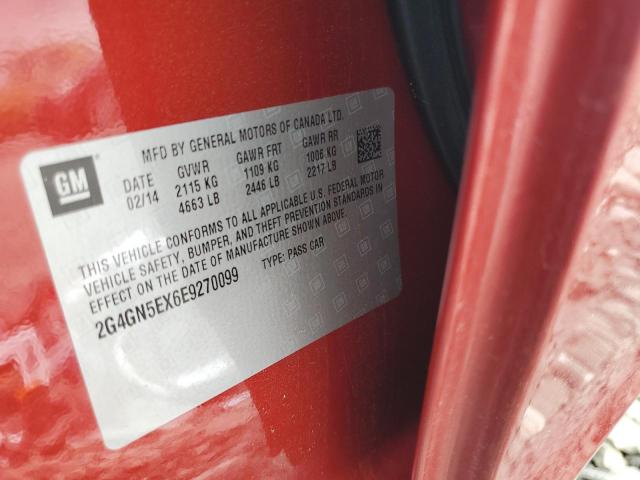 GM
MFD BY GENERAL MOTORS OF CANADA LTD.
DATE GVWR GAWR FRT GAWR RR
02/14 2115 KG 1109 KG 1006 KG
4663 LB 2446 LB 2217 LB
THIS VEHICLE CONFORMS TO ALL APPLICABLE U.S. FEDERAL MOTOR
VEHICLE SAFETY, BUMPER, AND THEFT PREVENTION STANDARDS IN
EFFECT ON THE DATE OF MANUFACTURE SHOWN ABOVE.
2G4GN5EX6E9270099 TYPE: PASS CAR